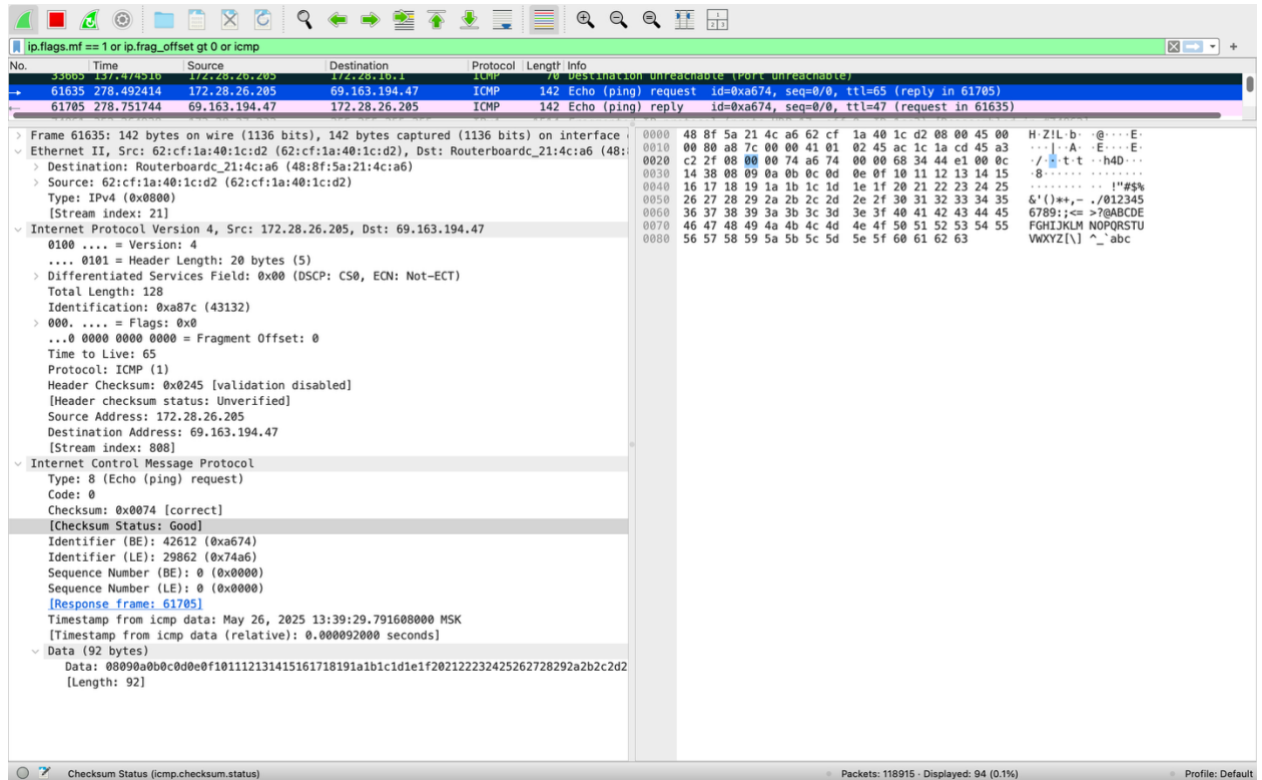 ip.flags.mf == 1 or ip.frag_offset gt 0 or icmp
No. Time Source Destination Protocol Length Info
33665 137.474516 172.28.26.205 172.28.16.1 ICMP 70 Destination unreachable (Port unreachable)
61635 278.492414 172.28.26.205 69.163.194.47 ICMP 142 Echo (ping) request id=0xa674, seq=0/0, ttl=65 (reply in 61705)
61705 278.751744 69.163.194.47 172.28.26.205 ICMP 142 Echo (ping) reply id=0xa674, seq=0/0, ttl=47 (request in 61635)
Frame 61635: 142 bytes on wire (1136 bits), 142 bytes captured (1136 bits) on interface
Ethernet II, Src: 62:cf:1a:40:1c:d2 (62:cf:1a:40:1c:d2), Dst: Routerboardc_21:4c:a6 (48:
Destination: Routerboardc_21:4c:a6 (48:8f:5a:21:4c:a6)
Source: 62:cf:1a:40:1c:d2 (62:cf:1a:40:1c:d2)
Type: IPv4 (0x0800)
[Stream index: 21]
Internet Protocol Version 4, Src: 172.28.26.205, Dst: 69.163.194.47
0100 .... = Version: 4
.... 0101 = Header Length: 20 bytes (5)
Differentiated Services Field: 0x00 (DSCP: CS0, ECN: Not-ECT)
Total Length: 128
Identification: 0xa87c (43132)
000. .... = Flags: 0x0
...0 0000 0000 0000 = Fragment Offset: 0
Time to Live: 65
Protocol: ICMP (1)
Header Checksum: 0x0245 [validation disabled]
[Header checksum status: Unverified]
Source Address: 172.28.26.205
Destination Address: 69.163.194.47
[Stream index: 808]
Internet Control Message Protocol
Type: 8 (Echo (ping) request)
Code: 0
Checksum: 0x0074 [correct]
[Checksum Status: Good]
Identifier (BE): 42612 (0xa674)
Identifier (LE): 29862 (0x74a6)
Sequence Number (BE): 0 (0x0000)
Sequence Number (LE): 0 (0x0000)
[Response frame: 61705]
Timestamp from icmp data: May 26, 2025 13:39:29.791608000 MSK
[Timestamp from icmp data (relative): 0.000092000 seconds]
Data (92 bytes)
Data: 08090a0b0c0d0e0f101112131415161718191a1b1c1d1e1f202122232425262728292a2b2c2d2
[Length: 92]
0000 48 8f 5a 21 4c a6 62 cf 1a 40 1c d2 08 00 45 00 H·Z!L·b· ·@····E·
0010 00 80 a8 7c 00 00 41 01 02 45 ac 1c 1a cd 45 a3 ···|··A· ·E····E·
0020 c2 2f 08 00 00 74 a6 74 00 00 68 34 44 e1 00 0c ·/···t·t ··h4D···
0030 14 38 08 09 0a 0b 0c 0d 0e 0f 10 11 12 13 14 15 ·8······ ········
0040 16 17 18 19 1a 1b 1c 1d 1e 1f 20 21 22 23 24 25 ········ ·· !"#$%
0050 26 27 28 29 2a 2b 2c 2d 2e 2f 30 31 32 33 34 35 &'()*+,- ./012345
0060 36 37 38 39 3a 3b 3c 3d 3e 3f 40 41 42 43 44 45 6789:;<= >?@ABCDE
0070 46 47 48 49 4a 4b 4c 4d 4e 4f 50 51 52 53 54 55 FGHIJKLM NOPQRSTU
0080 56 57 58 59 5a 5b 5c 5d 5e 5f 60 61 62 63 VWXYZ[\] ^_`abc
Checksum Status (icmp.checksum.status) Packets: 118915 · Displayed: 94 (0.1%) Profile: Default